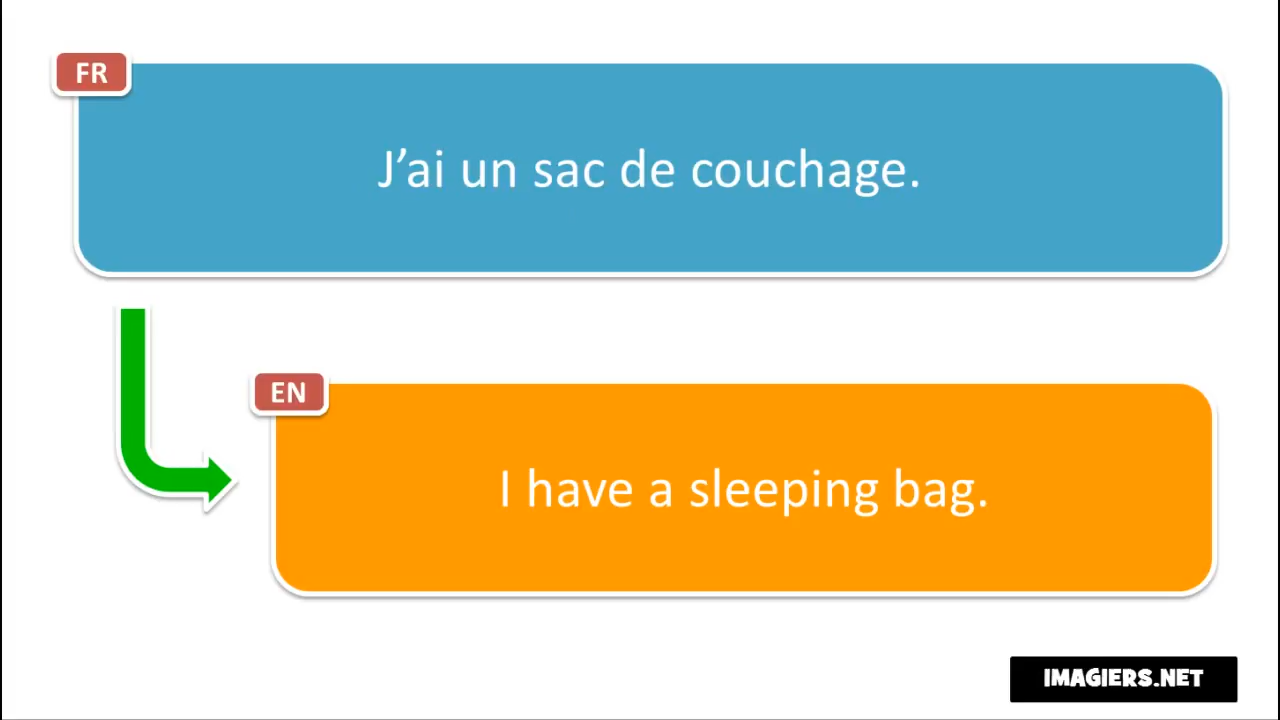 FR
J’ai un sac de couchage.
EN
I have a sleeping bag.
IMAGIERS.NET